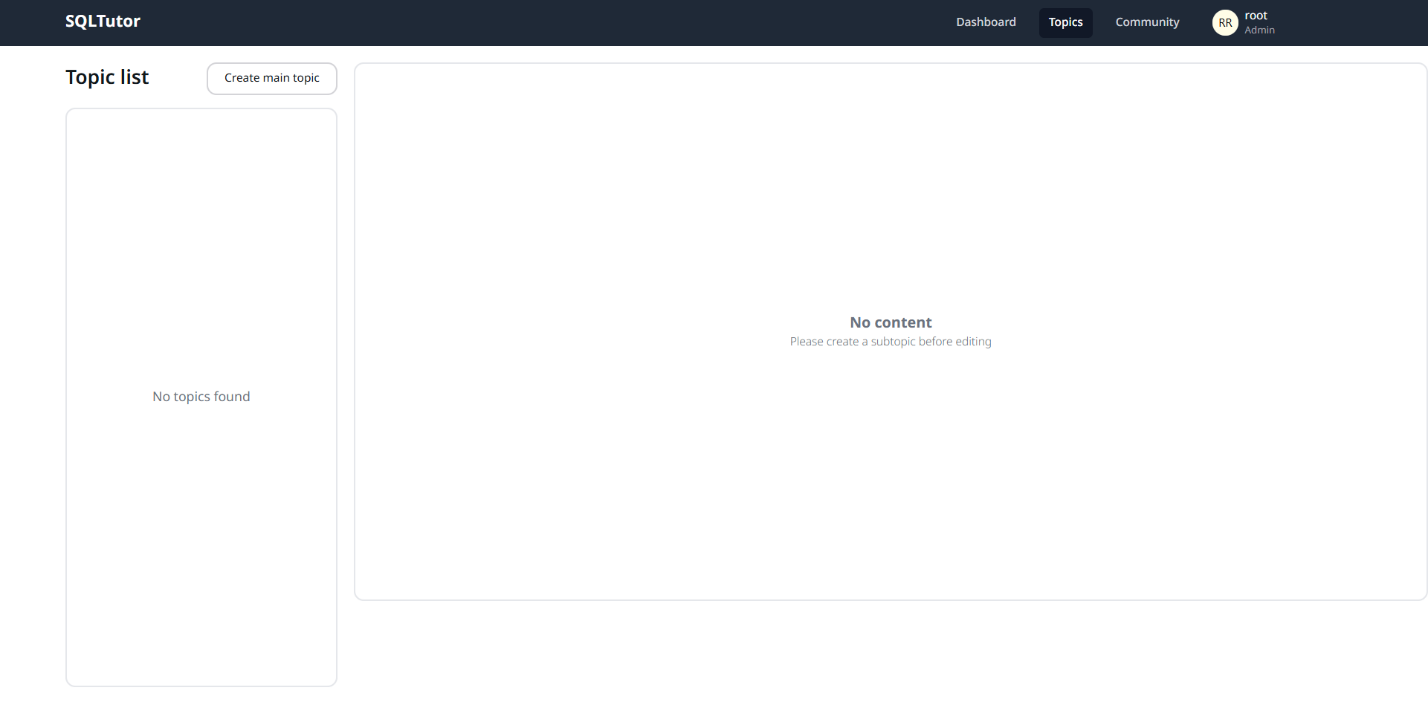 SQLTutor
Dashboard
Topics
Community
RR
root
Admin
Topic list
Create main topic
No topics found
No content
Please create a subtopic before editing